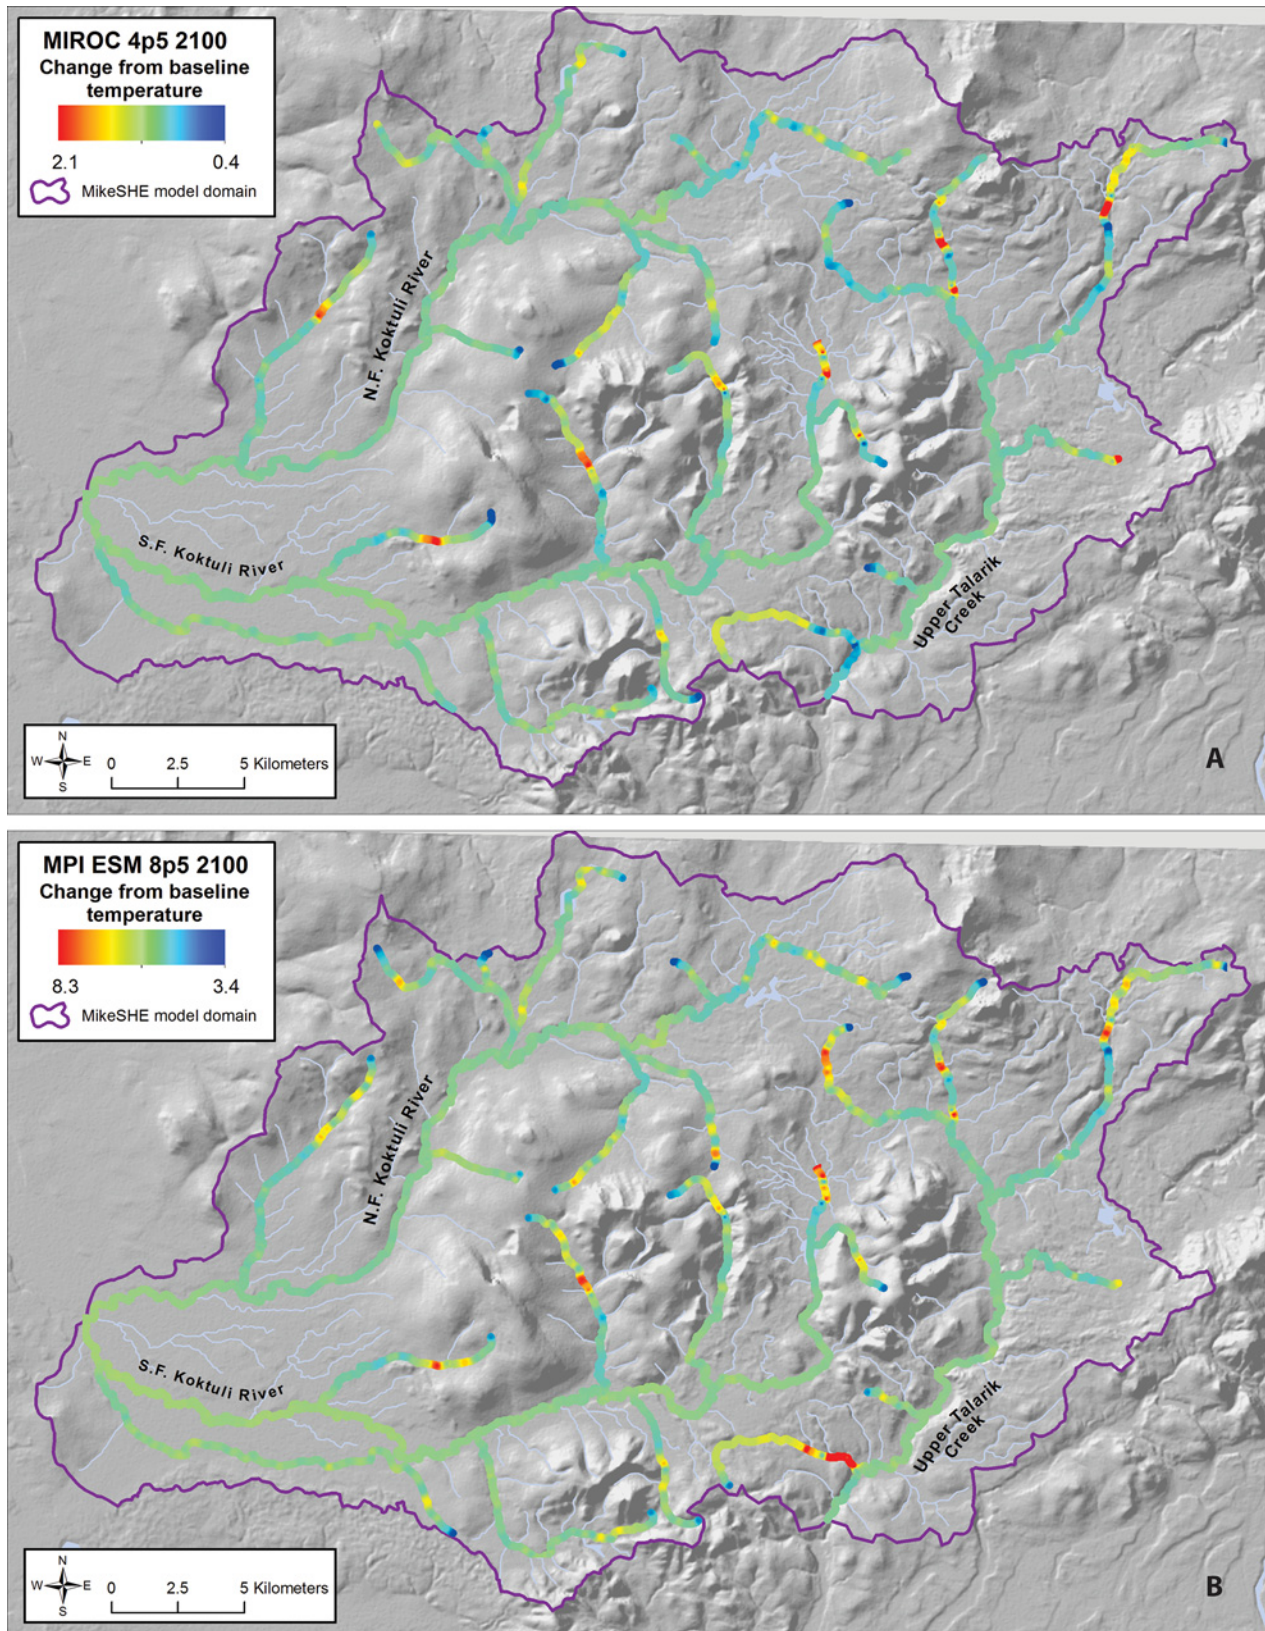 MIROC 4p5 2100
Change from baseline
temperature
2.1 0.4
MikeSHE model domain
N.F. Koktuli River
S.F. Koktuli River
Upper Talarik
Creek
N
W E
S
0 2.5 5 Kilometers
A
MPI ESM 8p5 2100
Change from baseline
temperature
8.3 3.4
MikeSHE model domain
N.F. Koktuli River
S.F. Koktuli River
Upper Talarik
Creek
N
W E
S
0 2.5 5 Kilometers
B